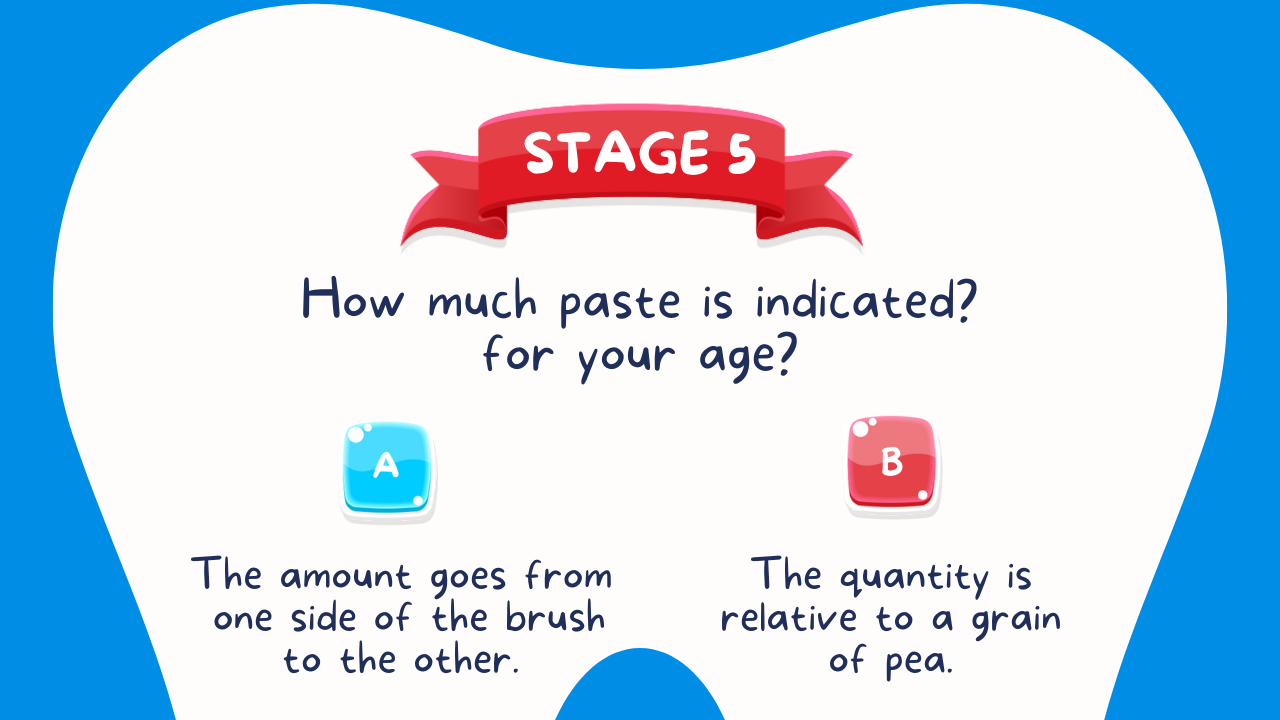 STAGE 5
How much paste is indicated?
for your age?
A
The amount goes from
one side of the brush
to the other.
B
The quantity is
relative to a grain
of pea.